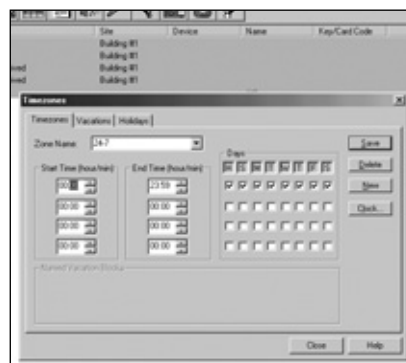 Site Device Name Key/Card Code
Building #1
Building #1
ved Building #1
ved Building #1
Timezones
Timezones Vacations Holidays
Zone Name: 24-7
Start Time (hour/min) End Time (hour/min) Days
00:00 23:59
00:00 00:00
00:00 00:00
00:00 00:00
Named Vacation Blocks
Save
Delete
New
Clock...
Close Help